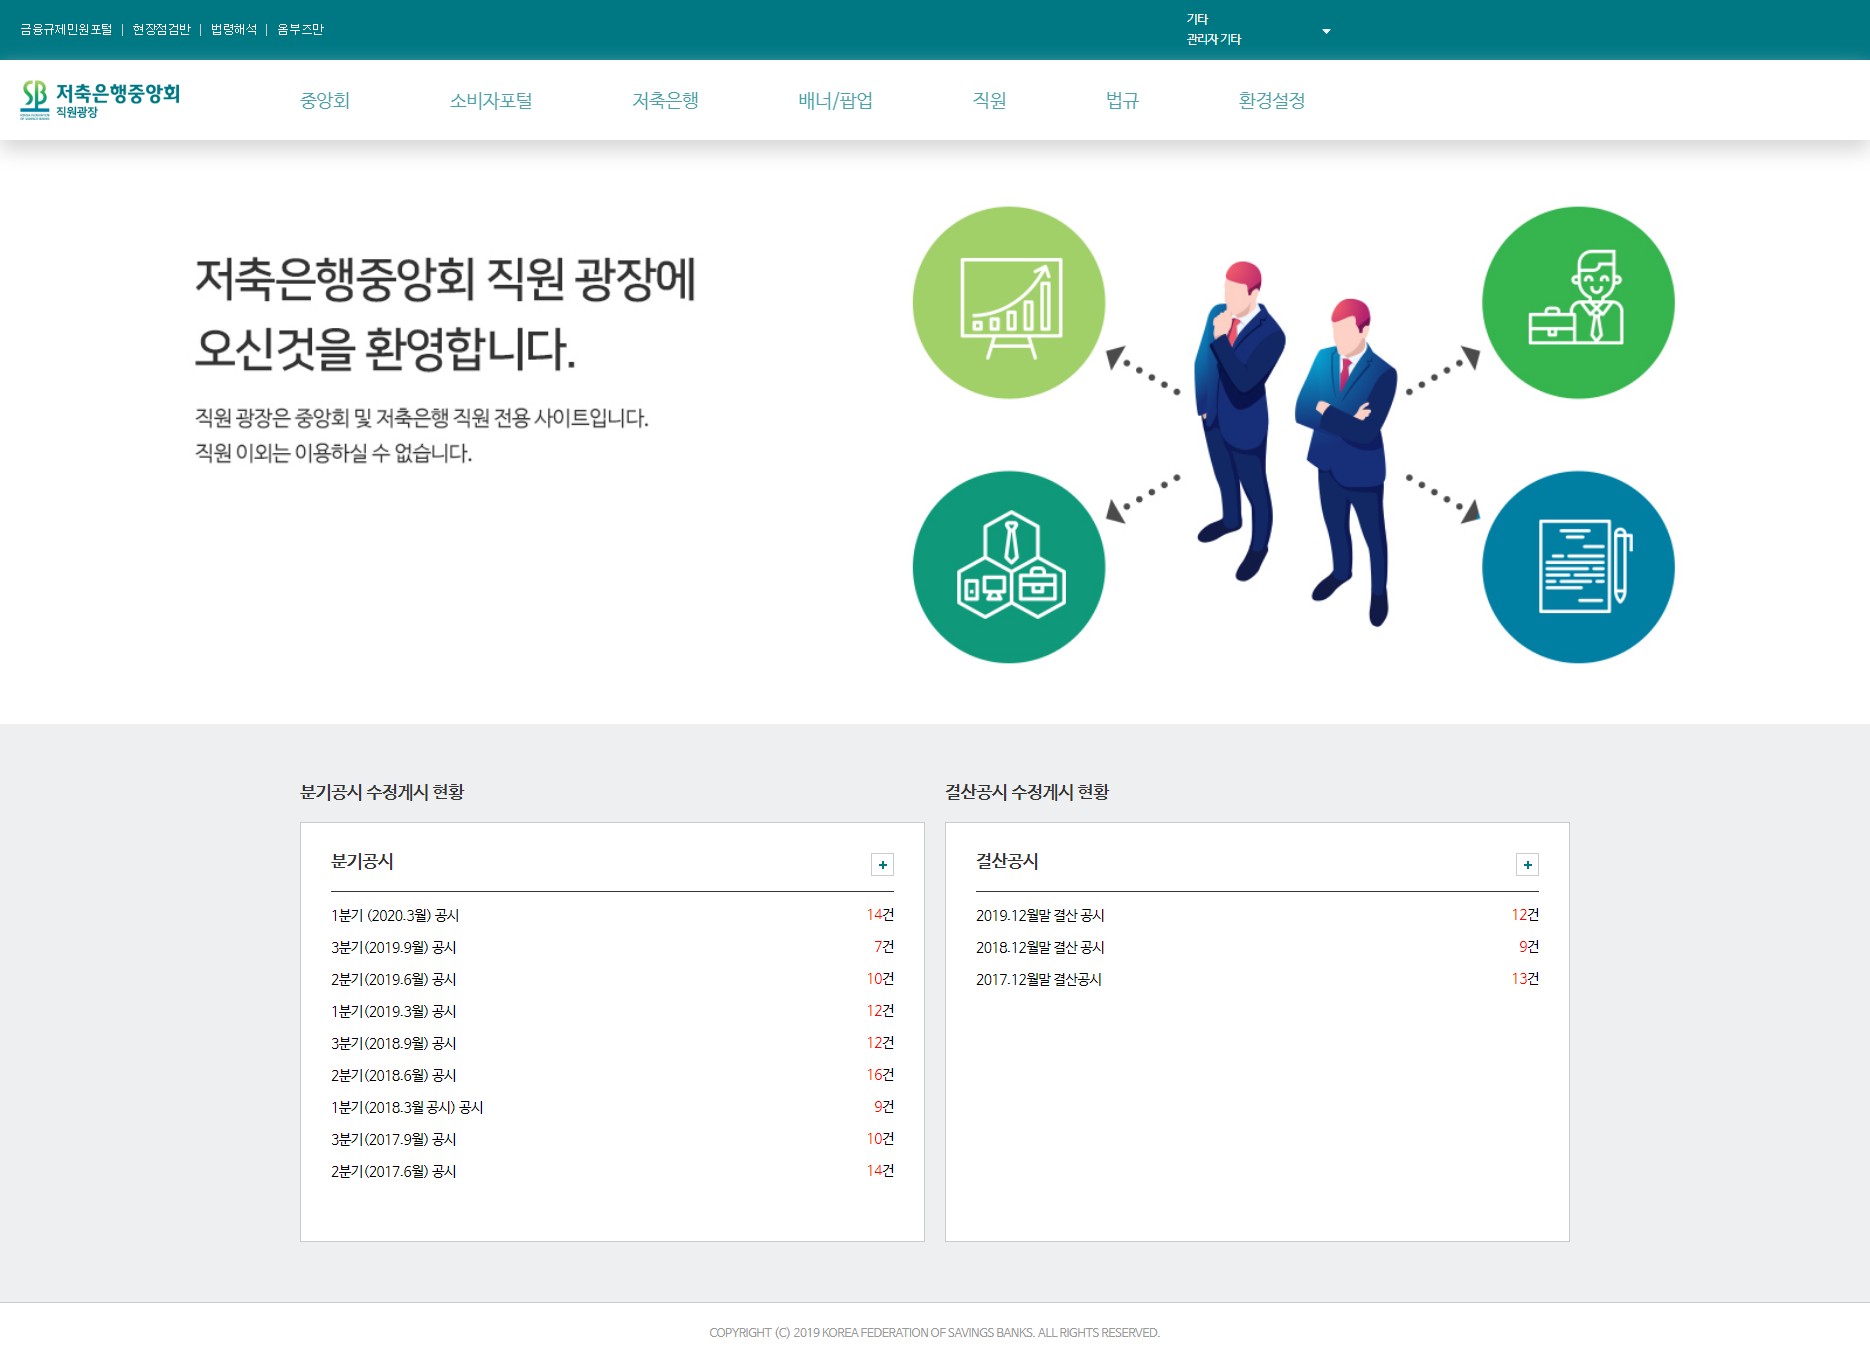 금융규제민원포털 | 현장점검반 | 법령해석 | 옴부즈만
기타
관리자 기타
SB 저축은행중앙회
직원광장
중앙회 소비자포털 저축은행 배너/팝업 직원 법규 환경설정
저축은행중앙회 직원 광장에
오신것을 환영합니다.
직원 광장은 중앙회 및 저축은행 직원 전용 사이트입니다.
직원 이외는 이용하실 수 없습니다.
분기공시 수정게시 현황
분기공시 +
1분기 (2020.3월) 공시 14건
3분기(2019.9월) 공시 7건
2분기(2019.6월) 공시 10건
1분기(2019.3월) 공시 12건
3분기(2018.9월) 공시 12건
2분기(2018.6월) 공시 16건
1분기(2018.3월 공시) 공시 9건
3분기(2017.9월) 공시 10건
2분기(2017.6월) 공시 14건
결산공시 수정게시 현황
결산공시 +
2019.12월말 결산 공시 12건
2018.12월말 결산 공시 9건
2017.12월말 결산공시 13건
COPYRIGHT (C) 2019 KOREA FEDERATION OF SAVINGS BANKS. ALL RIGHTS RESERVED.